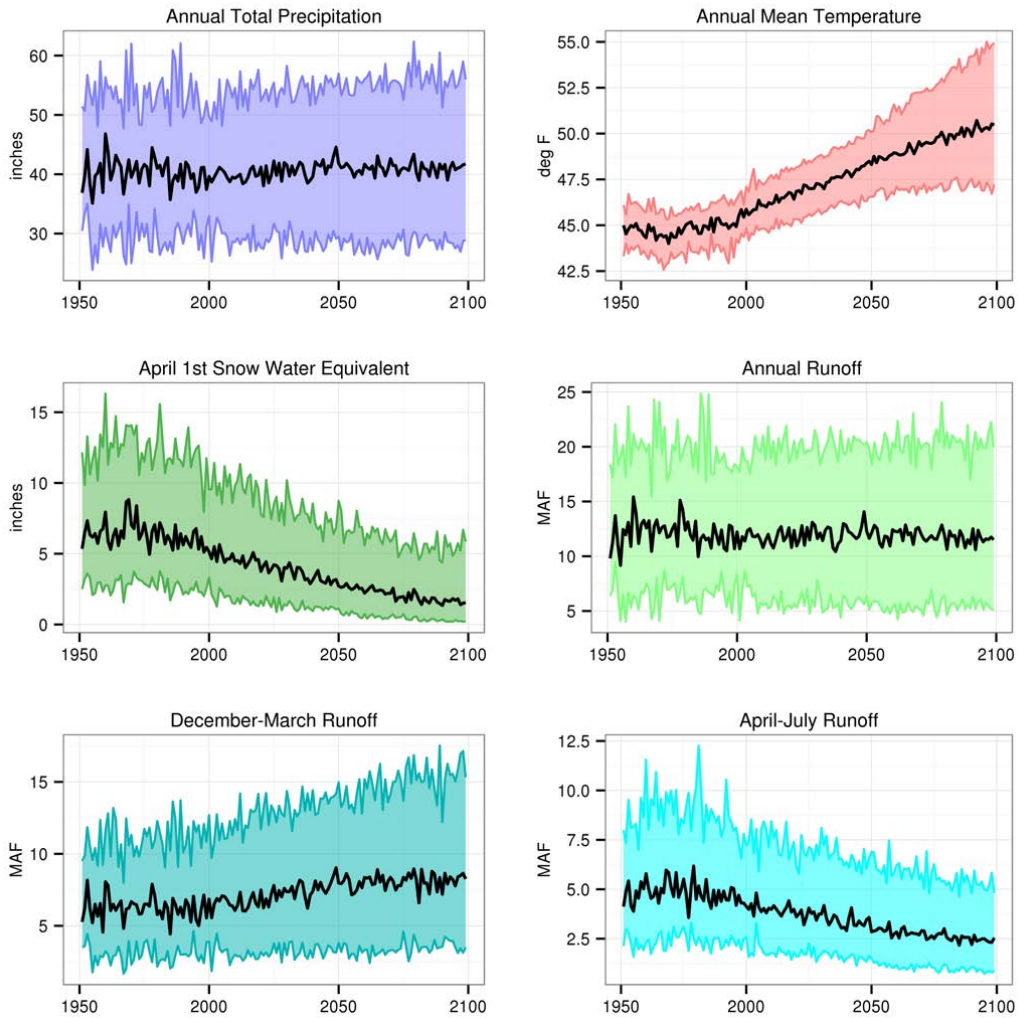 Annual Total Precipitation
inches
60
50
40
30
1950 2000 2050 2100
Annual Mean Temperature
deg F
55.0
52.5
50.0
47.5
45.0
42.5
1950 2000 2050 2100
April 1st Snow Water Equivalent
inches
15
10
5
0
1950 2000 2050 2100
Annual Runoff
MAF
25
20
15
10
5
1950 2000 2050 2100
December-March Runoff
MAF
15
10
5
1950 2000 2050 2100
April-July Runoff
MAF
12.5
10.0
7.5
5.0
2.5
1950 2000 2050 2100